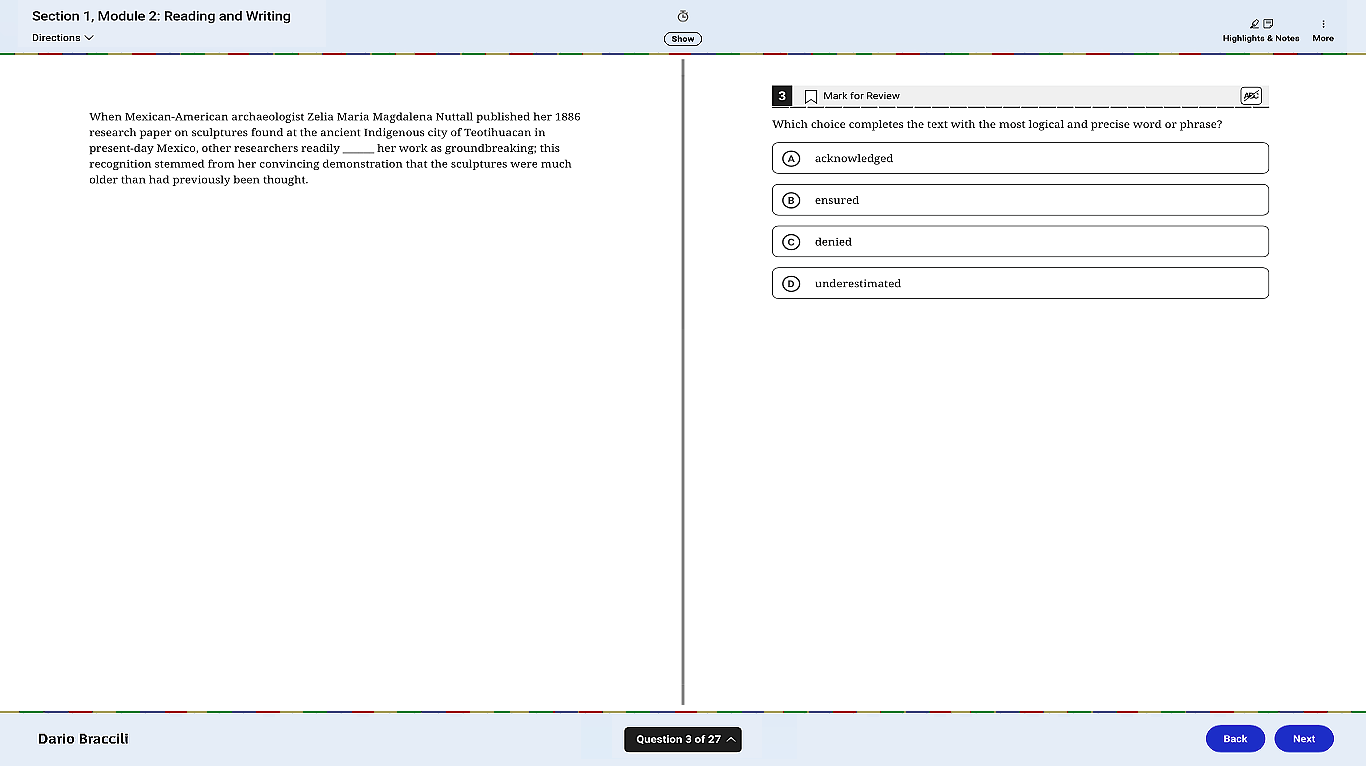 Section 1, Module 2: Reading and Writing
Directions
Show
Highlights & Notes
More
When Mexican-American archaeologist Zelia Maria Magdalena Nuttall published her 1886
research paper on sculptures found at the ancient Indigenous city of Teotihuacan in
present-day Mexico, other researchers readily ______ her work as groundbreaking; this
recognition stemmed from her convincing demonstration that the sculptures were much
older than had previously been thought.
3 Mark for Review
ABC
Which choice completes the text with the most logical and precise word or phrase?
A acknowledged
B ensured
C denied
D underestimated
Dario Braccili
Question 3 of 27
Back
Next